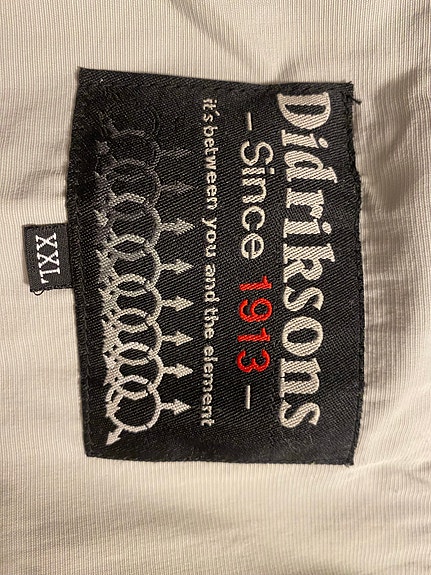 Didriksons
- Since 1913 -
it's between you and the element
XXL